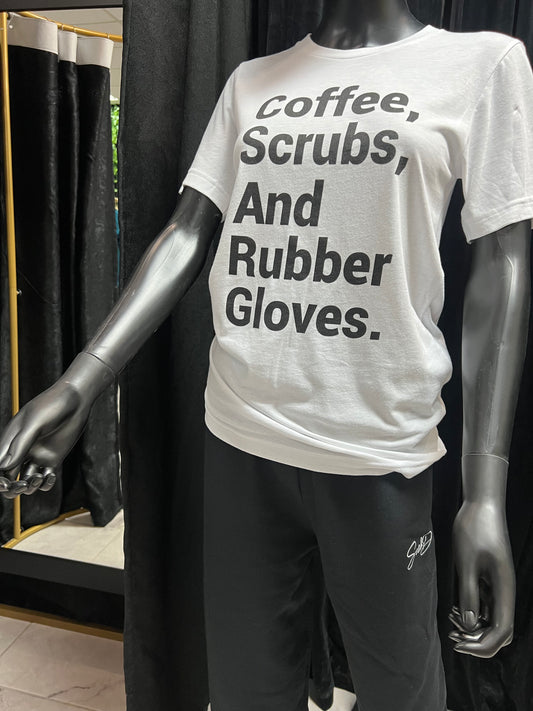 Coffee,
Scrubs,
And
Rubber
Gloves.